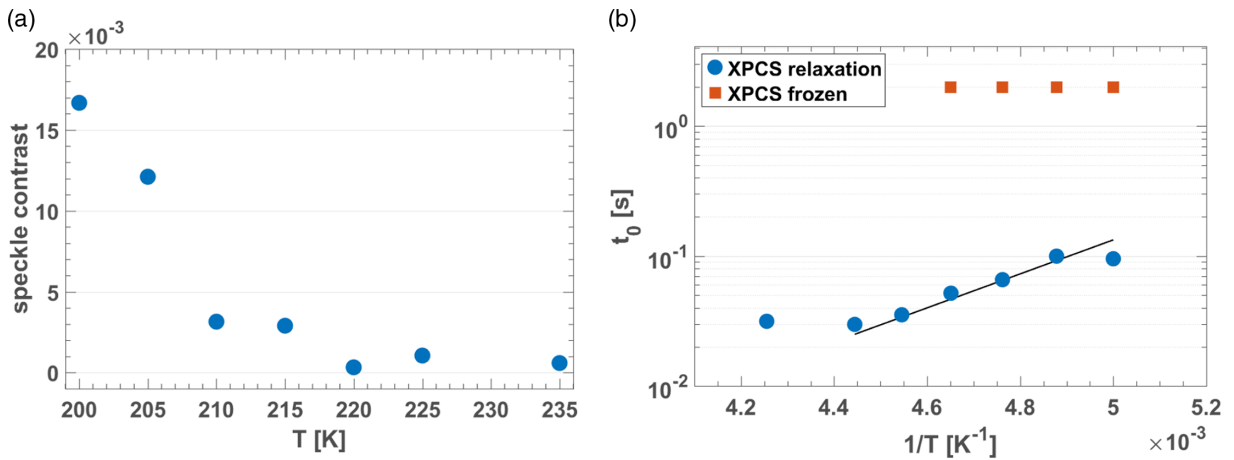 (a)
×10⁻³
20
15
10
5
0
speckle contrast
200 205 210 215 220 225 230 235
T [K]
(b)
XPCS relaxation
XPCS frozen
10⁰
10⁻¹
10⁻²
t₀ [s]
4.2 4.4 4.6 4.8 5 5.2
×10⁻³
1/T [K⁻¹]